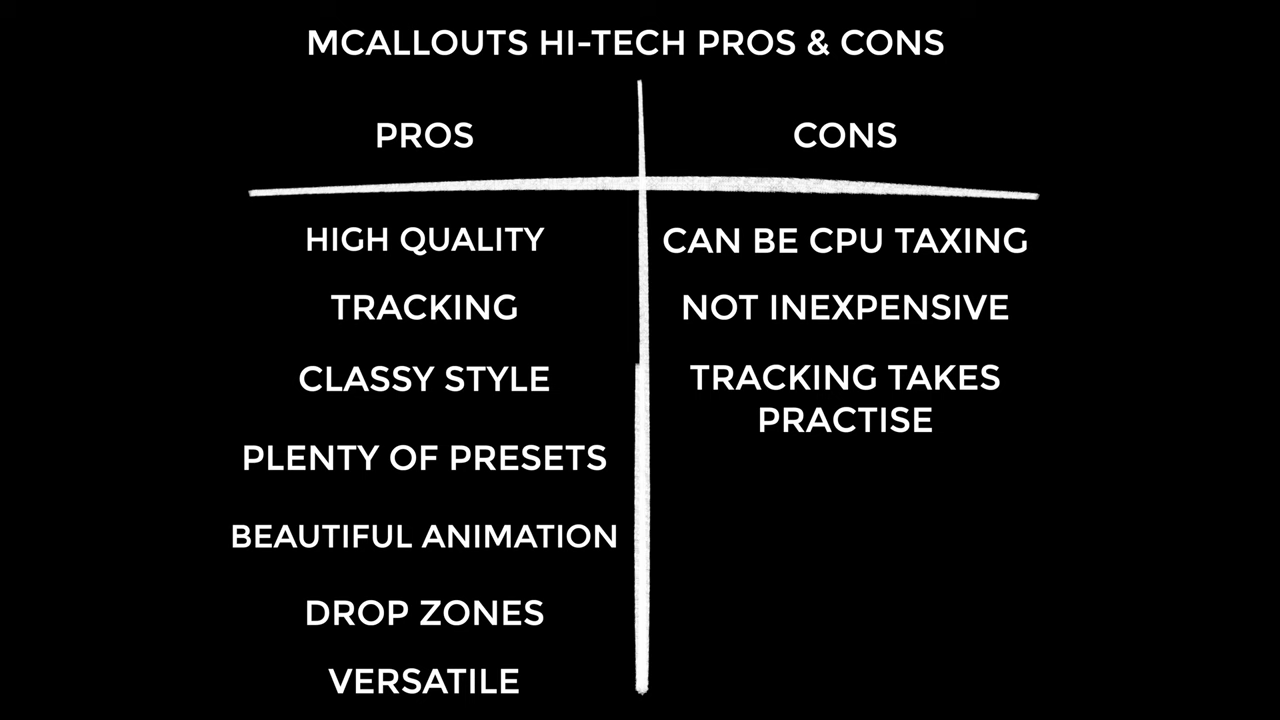 MCALLOUTS HI-TECH PROS & CONS
PROS
CONS
HIGH QUALITY
TRACKING
CLASSY STYLE
PLENTY OF PRESETS
BEAUTIFUL ANIMATION
DROP ZONES
VERSATILE
CAN BE CPU TAXING
NOT INEXPENSIVE
TRACKING TAKES
PRACTISE